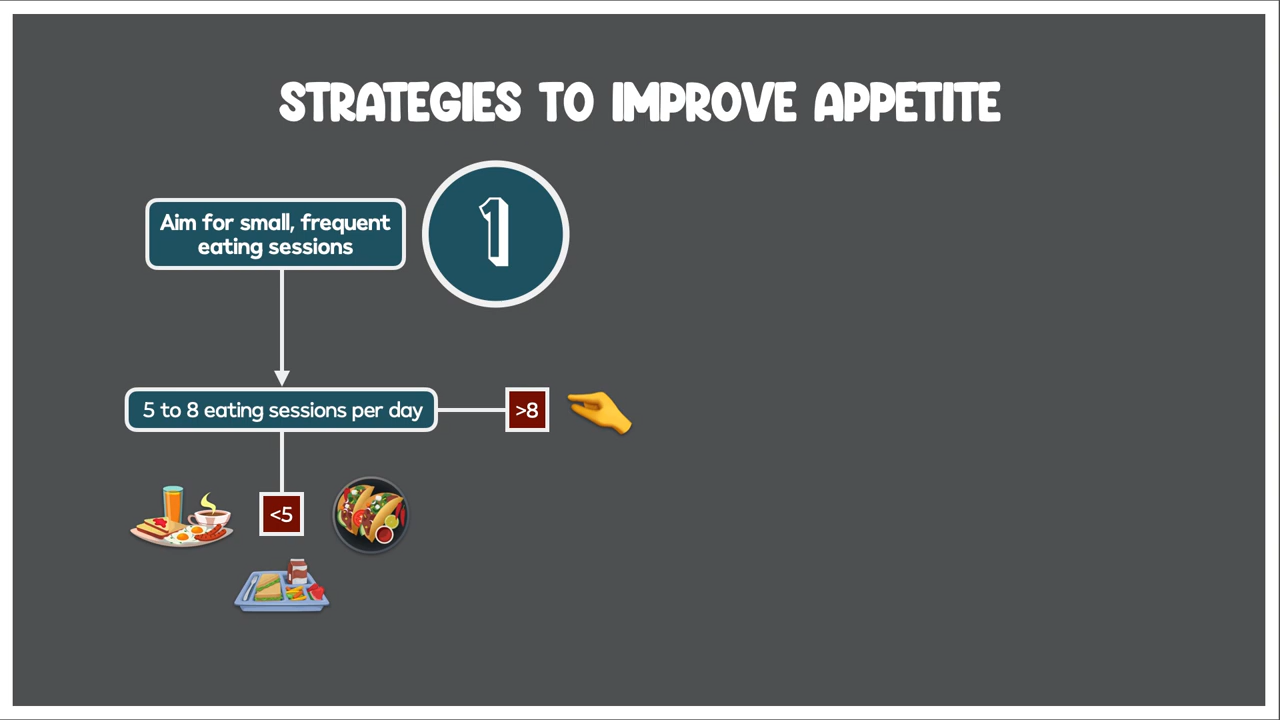 STRATEGIES TO IMPROVE APPETITE
Aim for small, frequent
eating sessions
1
5 to 8 eating sessions per day
>8
<5